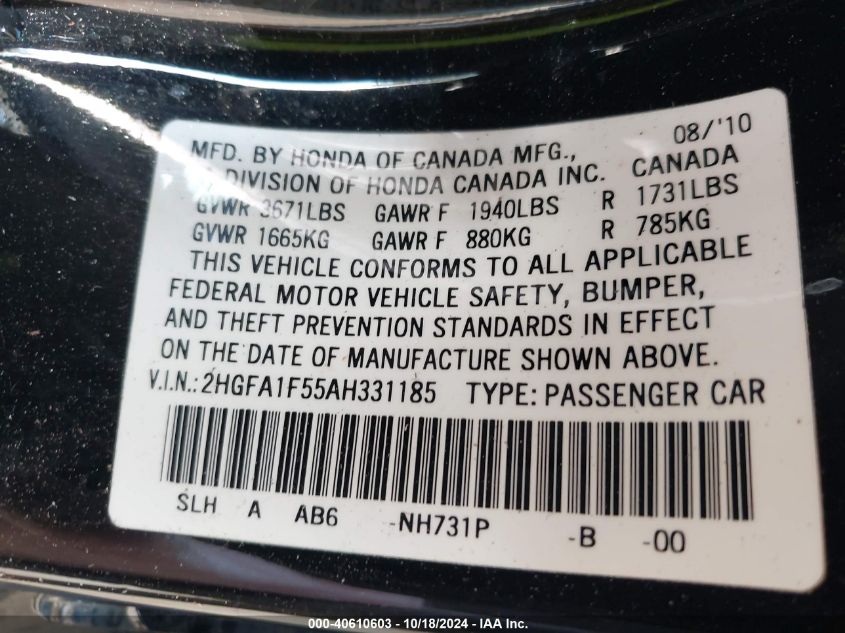 MFD. BY HONDA OF CANADA MFG., 08/'10
A DIVISION OF HONDA CANADA INC. CANADA
GVWR 3671LBS GAWR F 1940LBS R 1731LBS
GVWR 1665KG GAWR F 880KG R 785KG
THIS VEHICLE CONFORMS TO ALL APPLICABLE
FEDERAL MOTOR VEHICLE SAFETY, BUMPER,
AND THEFT PREVENTION STANDARDS IN EFFECT
ON THE DATE OF MANUFACTURE SHOWN ABOVE.
V.I.N.: 2HGFA1F55AH331185 TYPE: PASSENGER CAR
SLH A AB6 -NH731P -B -00
000-40610603 - 10/18/2024 - IAA Inc.